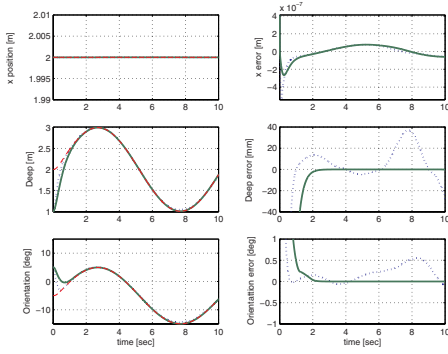 2.01
2.005
2
1.995
1.99
x position [m]
2 4 6 8 10
x 10⁻⁷
4
2
0
−2
−4
x error [m]
0 2 4 6 8 10
3
2.5
2
1.5
1
Deep [m]
2 4 6 8 10
40
20
0
−20
−40
Deep error [mm]
0 2 4 6 8 10
10
0
−10
Orientation [deg]
2 4 6 8 10
time [sec]
1
0.5
0
−0.5
−1
Orientattion error [deg]
0 2 4 6 8 10
time [sec]